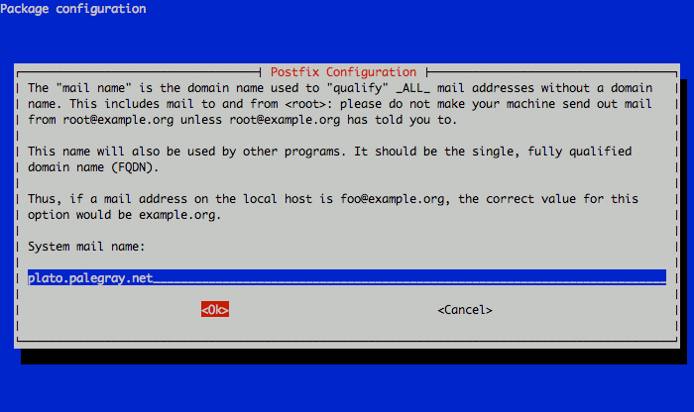 Package configuration
Postfix Configuration
The "mail name" is the domain name used to "qualify" _ALL_ mail addresses without a domain
name. This includes mail to and from <root>: please do not make your machine send out mail
from root@example.org unless root@example.org has told you to.
This name will also be used by other programs. It should be the single, fully qualified
domain name (FQDN).
Thus, if a mail address on the local host is foo@example.org, the correct value for this
option would be example.org.
System mail name:
plato.palegray.net
<Ok> <Cancel>